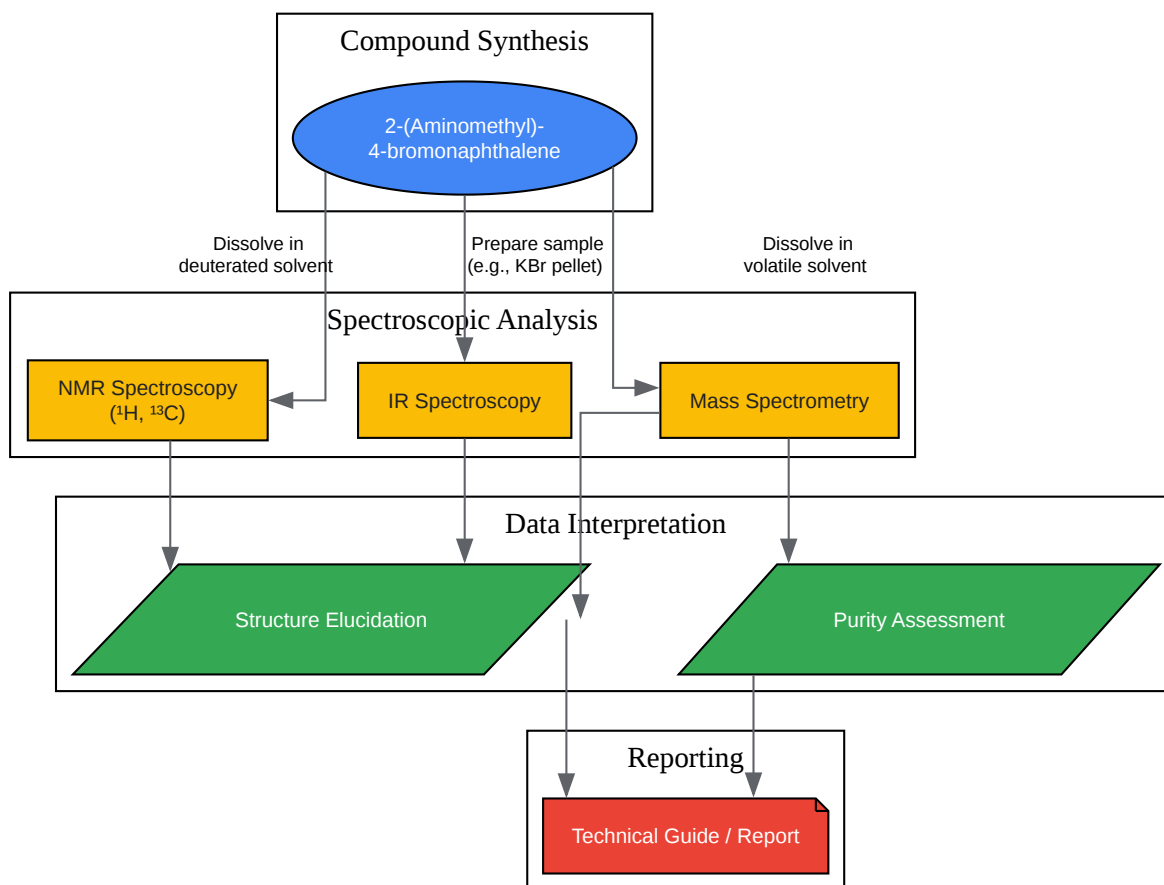 Compound Synthesis
2-(Aminomethyl)-
4-bromonaphthalene
Dissolve in
deuterated solvent
Prepare sample
(e.g., KBr pellet)
Dissolve in
volatile solvent
Spectroscopic Analysis
NMR Spectroscopy
(¹H, ¹³C)
IR Spectroscopy
Mass Spectrometry
Data Interpretation
Structure Elucidation
Purity Assessment
Reporting
Technical Guide / Report